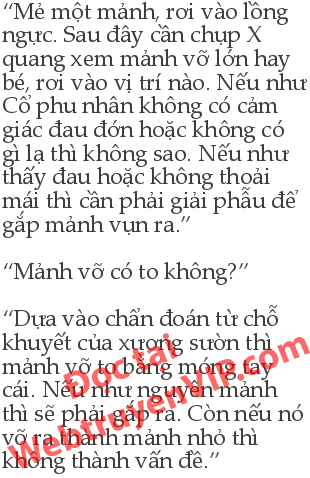 “Mẻ một mảnh, rơi vào lồng
ngực. Sau đây cần chụp X
quang xem mảnh vỡ lớn hay
bé, rơi vào vị trí nào. Nếu như
Cổ phu nhân không có cảm
giác đau đớn hoặc không có
gì lạ thì không sao. Nếu như
thấy đau hoặc không thoải
mái thì cần phải giải phẫu để
gắp mảnh vụn ra.”
“Mảnh vỡ có to không?”
“Dựa vào chẩn đoán từ chỗ
khuyết của xương sườn thì
mảnh vỡ to bằng móng tay
cái. Nếu như nguyên mảnh
thì sẽ phải gắp ra. Còn nếu nó
vỡ ra thành mảnh nhỏ thì
không thành vấn đề.”
Đọc tại
WebtruyenVIP.com